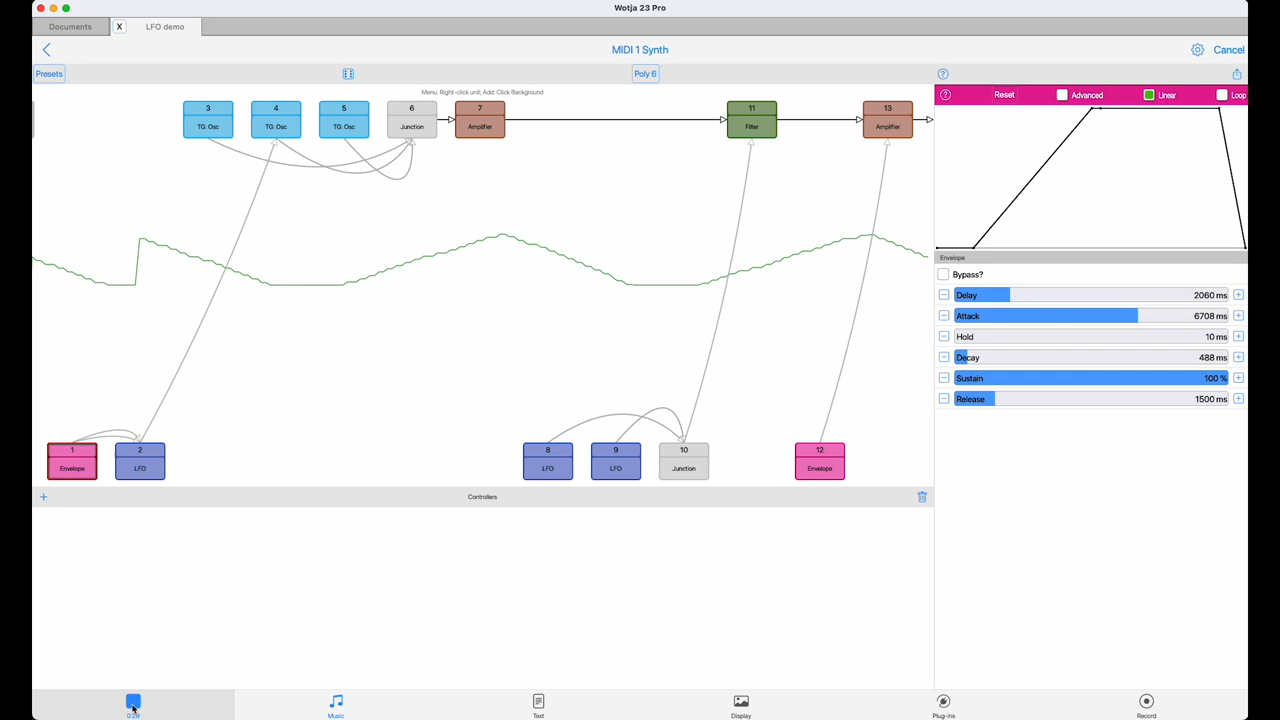 Wotja 23 Pro
Documents
X
LFO demo
MIDI 1 Synth
Cancel
Presets
Poly 6
Menu: Right-click unit; Add: Click Background
3
TG: Osc
4
TG: Osc
5
TG: Osc
6
Junction
7
Amplifier
11
Filter
13
Amplifier
Reset
Advanced
Linear
Loop
Envelope
Bypass?
Delay 2060 ms
Attack 6708 ms
Hold 10 ms
Decay 488 ms
Sustain 100 %
Release 1500 ms
1
Envelope
2
LFO
8
LFO
9
LFO
10
Junction
12
Envelope
Controllers
Music
Text
Display
Plug-ins
Record